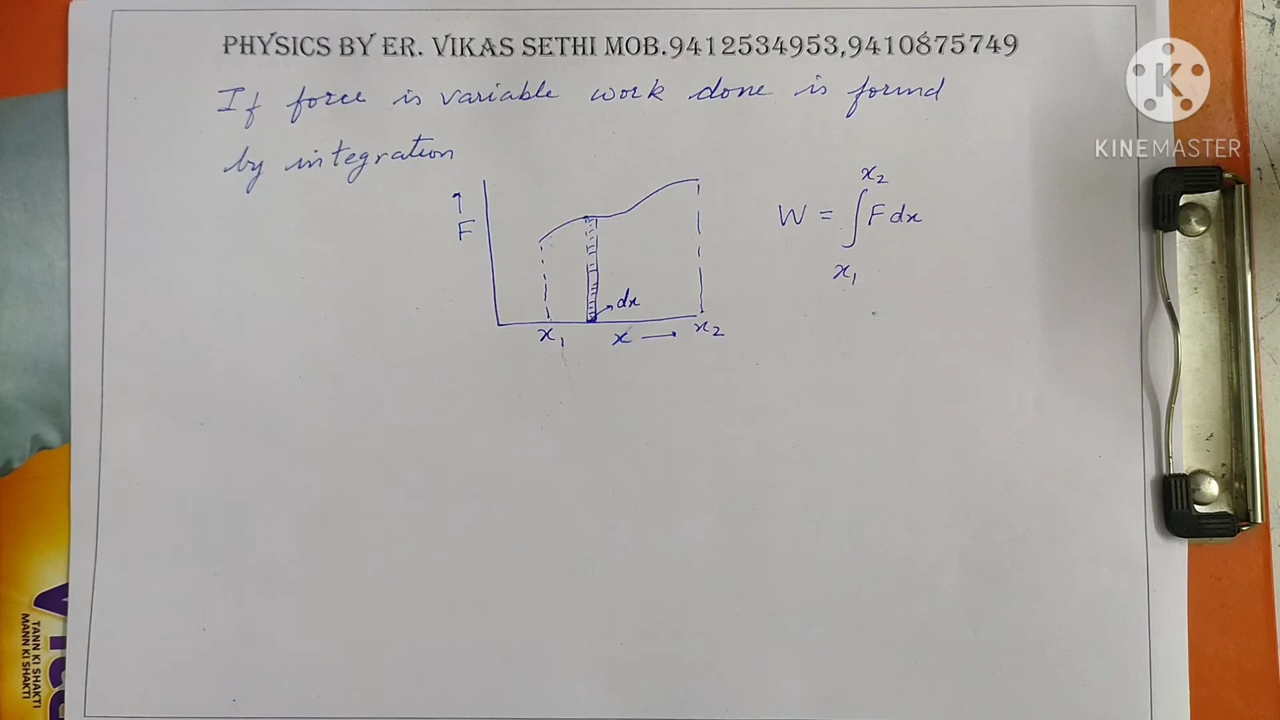 PHYSICS BY ER. VIKAS SETHI MOB.9412534953,9410875749
If force is variable work done is found
by integration
↑
F
dx
x₁ x → x₂
W = ∫ F dx
x₂
x₁
K
KINEMASTER
TANN KI SHAKTI
MANN KI SHAKTI